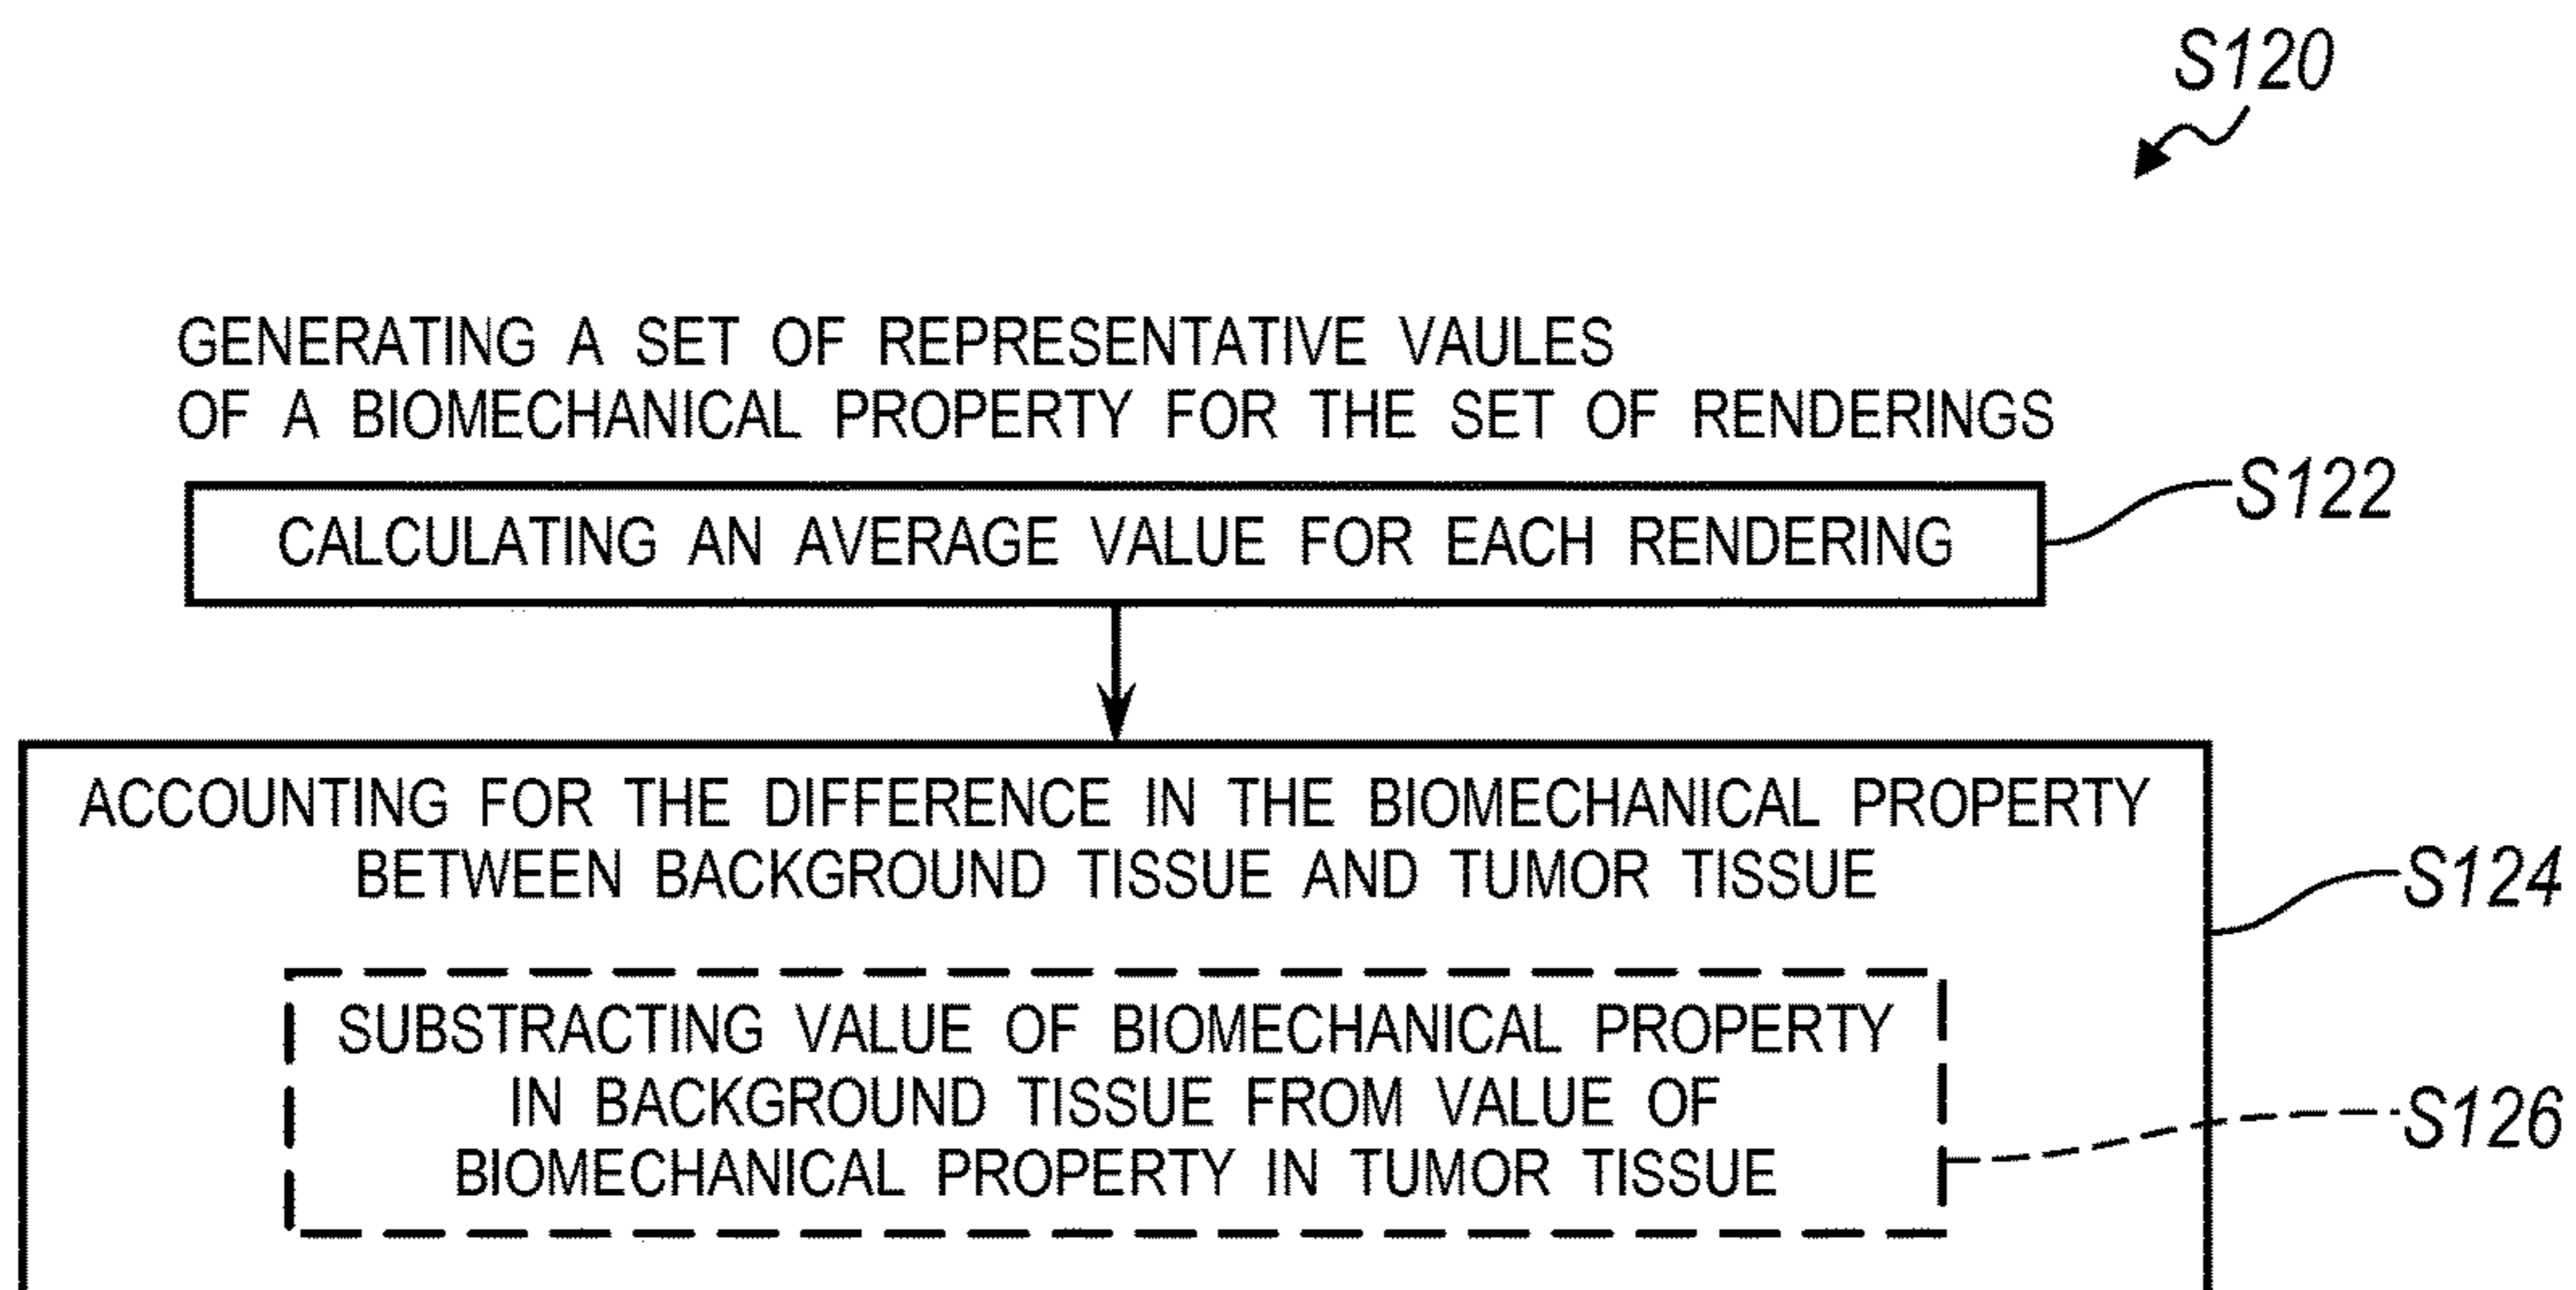 S120
GENERATING A SET OF REPRESENTATIVE VAULES
OF A BIOMECHANICAL PROPERTY FOR THE SET OF RENDERINGS
CALCULATING AN AVERAGE VALUE FOR EACH RENDERING
S122
ACCOUNTING FOR THE DIFFERENCE IN THE BIOMECHANICAL PROPERTY
BETWEEN BACKGROUND TISSUE AND TUMOR TISSUE
S124
SUBSTRACTING VALUE OF BIOMECHANICAL PROPERTY
IN BACKGROUND TISSUE FROM VALUE OF
BIOMECHANICAL PROPERTY IN TUMOR TISSUE
S126